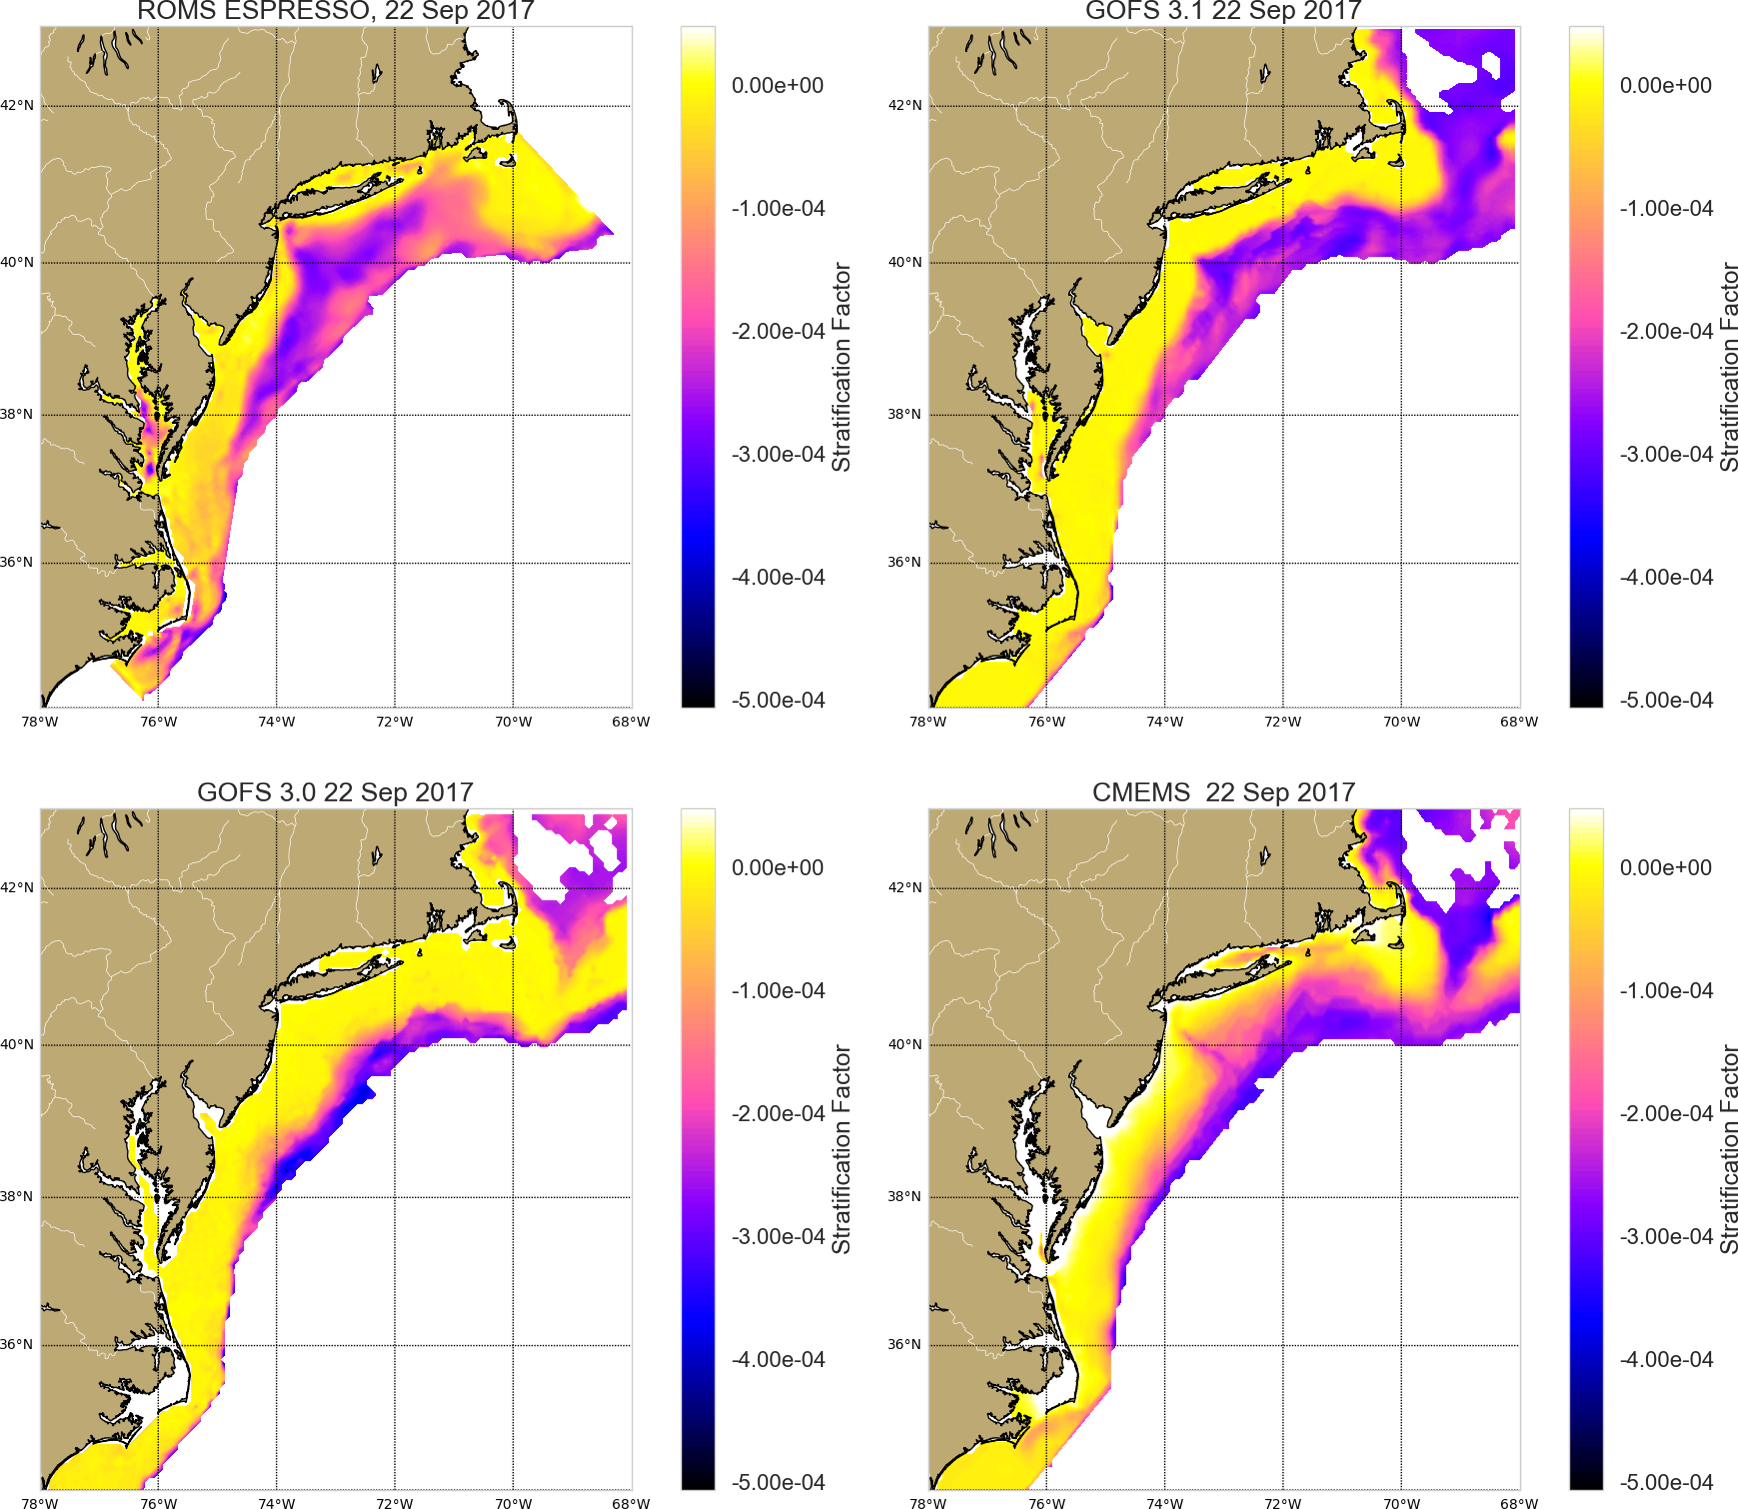 ROMS ESPRESSO, 22 Sep 2017
42°N
40°N
38°N
36°N
78°W 76°W 74°W 72°W 70°W 68°W
0.00e+00
-1.00e-04
-2.00e-04
-3.00e-04
-4.00e-04
-5.00e-04
Stratification Factor
GOFS 3.1 22 Sep 2017
42°N
40°N
38°N
36°N
78°W 76°W 74°W 72°W 70°W 68°W
0.00e+00
-1.00e-04
-2.00e-04
-3.00e-04
-4.00e-04
-5.00e-04
Stratification Factor
GOFS 3.0 22 Sep 2017
42°N
40°N
38°N
36°N
78°W 76°W 74°W 72°W 70°W 68°W
0.00e+00
-1.00e-04
-2.00e-04
-3.00e-04
-4.00e-04
-5.00e-04
Stratification Factor
CMEMS  22 Sep 2017
42°N
40°N
38°N
36°N
78°W 76°W 74°W 72°W 70°W 68°W
0.00e+00
-1.00e-04
-2.00e-04
-3.00e-04
-4.00e-04
-5.00e-04
Stratification Factor